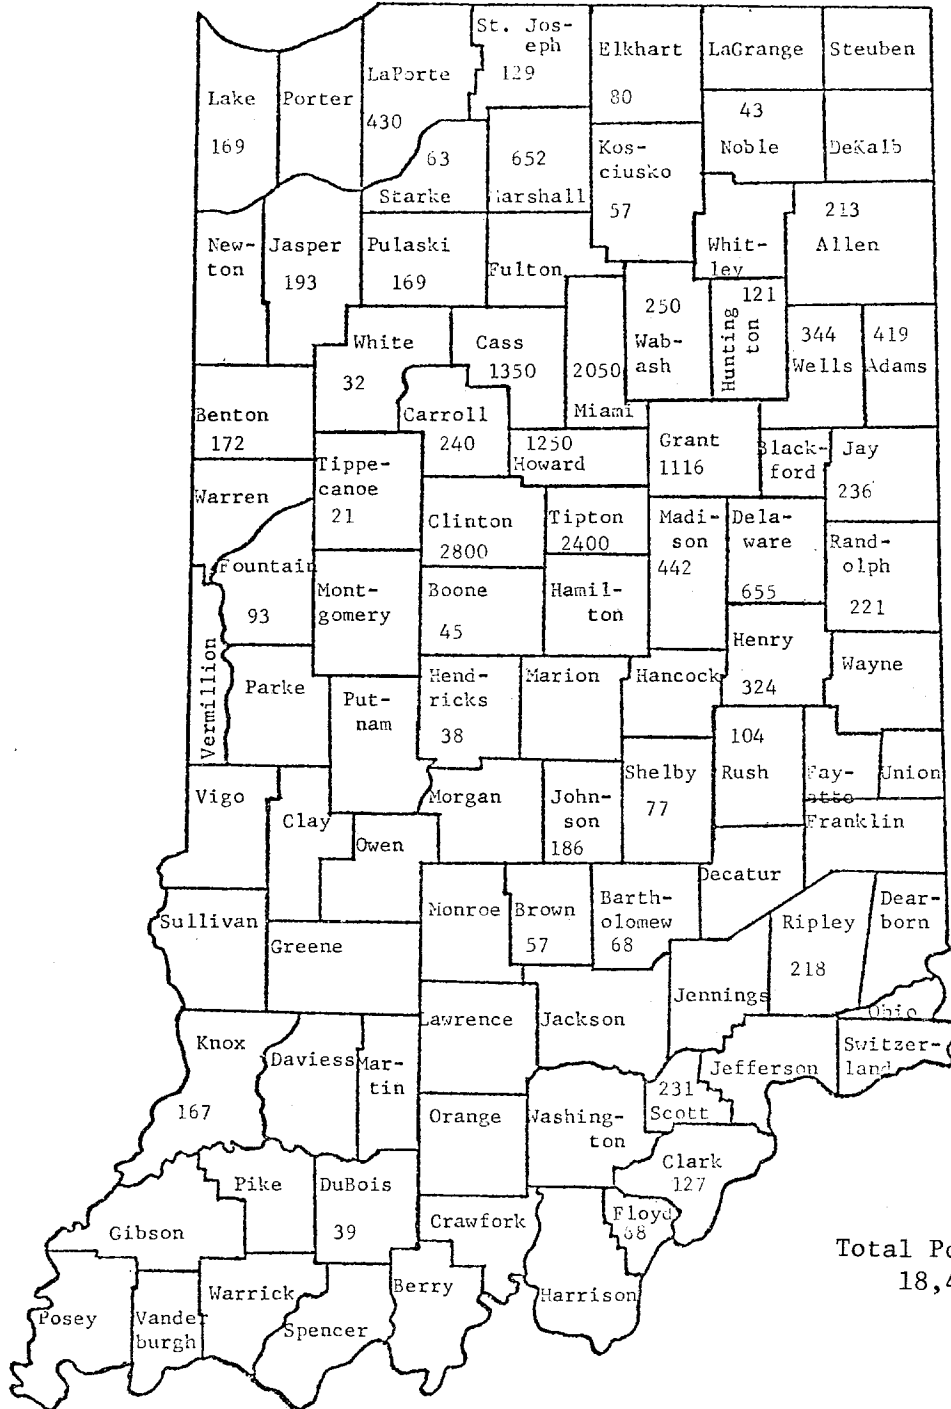 St. Jos-
eph
129
Elkhart
80
LaGrange
Steuben
LaPorte
430
Lake
169
Porter
43
Noble
DeKalb
63
Starke
652
Marshall
Kos-
ciusko
57
213
Allen
New-
ton
Jasper
193
Pulaski
169
Fulton
Whit-
ley
121
Hunting
ton
250
Wab-
ash
344
Wells
419
Adams
White
32
Cass
1350
2050
Miami
Benton
172
Carroll
240
1250
Howard
Grant
1116
Black-
ford
Jay
236
Tippe-
canoe
21
Warren
Clinton
2800
Tipton
2400
Madi-
son
442
Dela-
ware
655
Rand-
olph
221
Fountain
93
Mont-
gomery
Boone
45
Hamil-
ton
Henry
324
Wayne
Vermillion
Parke
Put-
nam
Hend-
ricks
38
Marion
Hancock
104
Rush
Shelby
77
Fay-
ette
Union
Vigo
Clay
Owen
Morgan
John-
son
186
Franklin
Decatur
Sullivan
Greene
Monroe
Brown
57
Barth-
olomew
68
Ripley
218
Dear-
born
Jennings
Ohio
Lawrence
Jackson
Knox
167
Daviess
Mar-
tin
Jefferson
Switzer-
land
231
Scott
Orange
Washing-
ton
Clark
127
Pike
DuBois
39
Gibson
Crawfork
Floyd
68
Total Po
18,4
Posey
Vander
burgh
Warrick
Spencer
Berry
Harrison